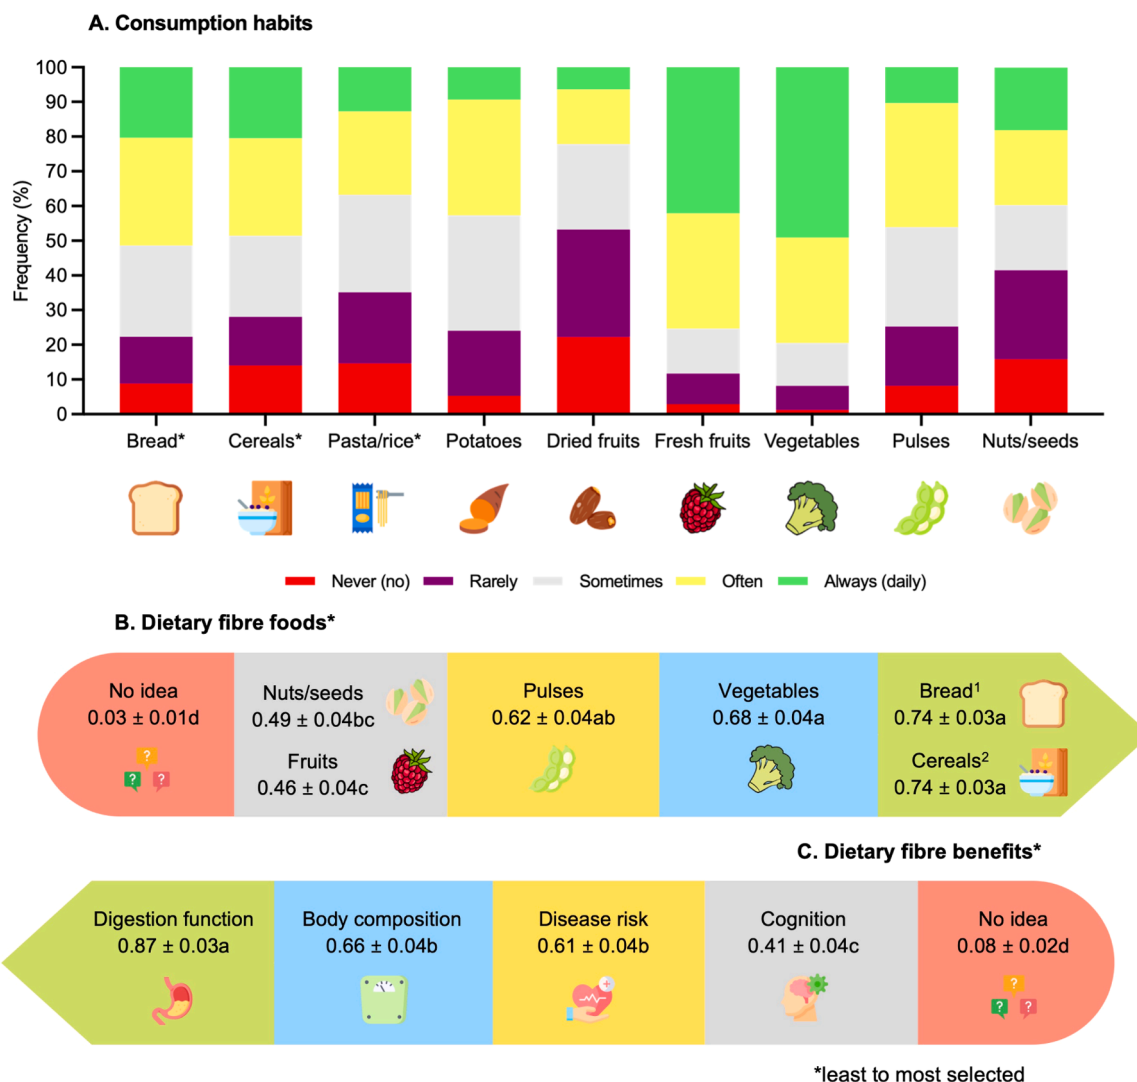 A. Consumption habits
Frequency (%)
100
90
80
70
60
50
40
30
20
10
0
Bread* Cereals* Pasta/rice* Potatoes Dried fruits Fresh fruits Vegetables Pulses Nuts/seeds
Never (no) Rarely Sometimes Often Always (daily)
B. Dietary fibre foods*
No idea
0.03 ± 0.01d
? ? ?
Nuts/seeds
0.49 ± 0.04bc
Fruits
0.46 ± 0.04c
Pulses
0.62 ± 0.04ab
Vegetables
0.68 ± 0.04a
Bread¹
0.74 ± 0.03a
Cereals²
0.74 ± 0.03a
C. Dietary fibre benefits*
Digestion function
0.87 ± 0.03a
Body composition
0.66 ± 0.04b
Disease risk
0.61 ± 0.04b
Cognition
0.41 ± 0.04c
No idea
0.08 ± 0.02d
? ? ?
*least to most selected